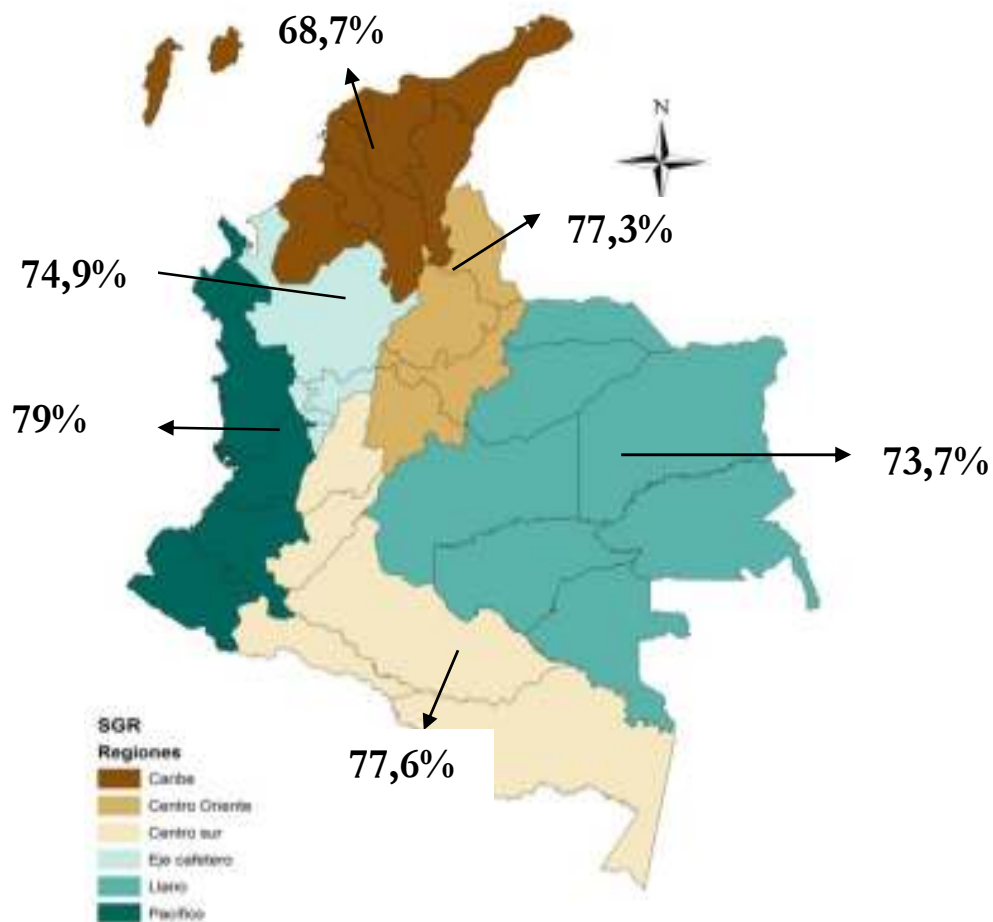 68,7%
N
77,3%
74,9%
79%
73,7%
77,6%
SGR
Regiones
Caribe
Centro Oriente
Centro sur
Eje cafetero
Llano
Pacífico